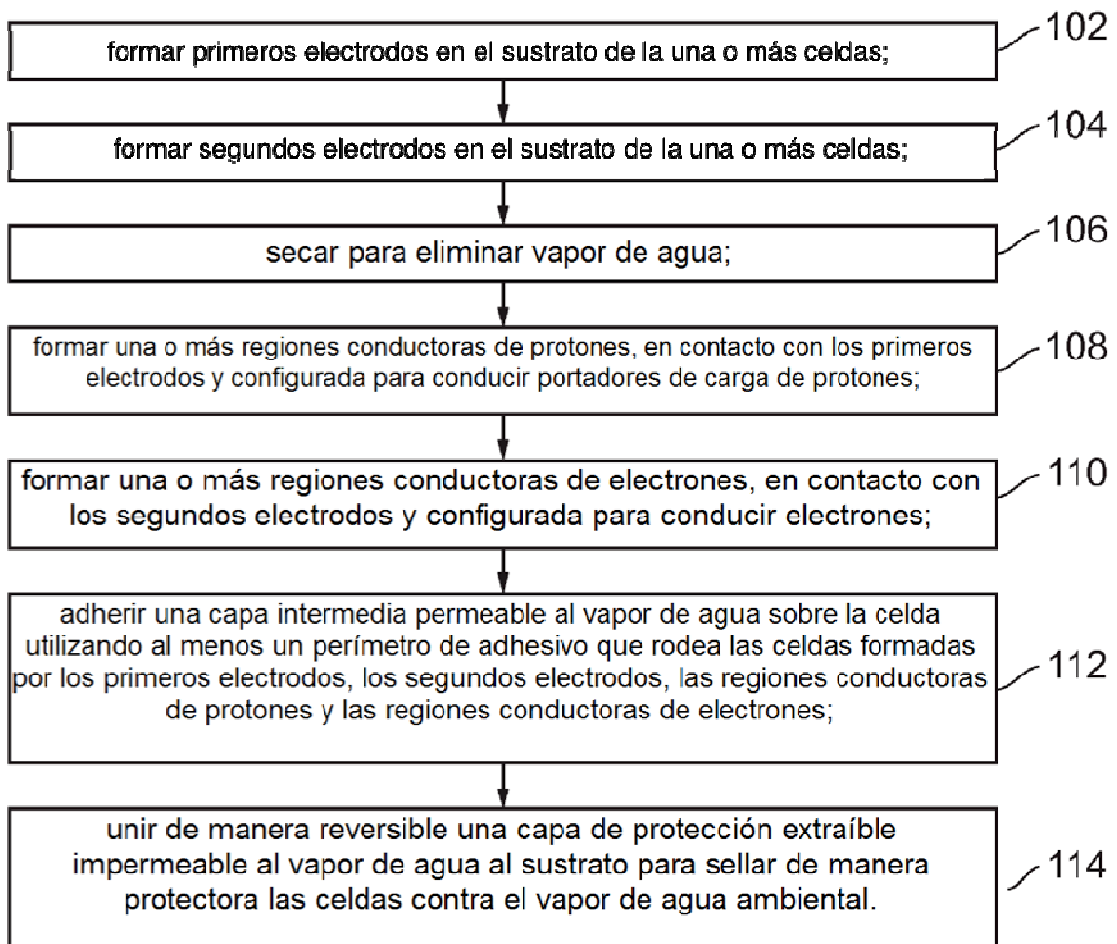 formar primeros electrodos en el sustrato de la una o más celdas;
102
formar segundos electrodos en el sustrato de la una o más celdas;
104
secar para eliminar vapor de agua;
106
formar una o más regiones conductoras de protones, en contacto con los primeros
electrodos y configurada para conducir portadores de carga de protones;
108
formar una o más regiones conductoras de electrones, en contacto con
los segundos electrodos y configurada para conducir electrones;
110
adherir una capa intermedia permeable al vapor de agua sobre la celda
utilizando al menos un perímetro de adhesivo que rodea las celdas formadas
por los primeros electrodos, los segundos electrodos, las regiones conductoras
de protones y las regiones conductoras de electrones;
112
unir de manera reversible una capa de protección extraíble
impermeable al vapor de agua al sustrato para sellar de manera
protectora las celdas contra el vapor de agua ambiental.
114